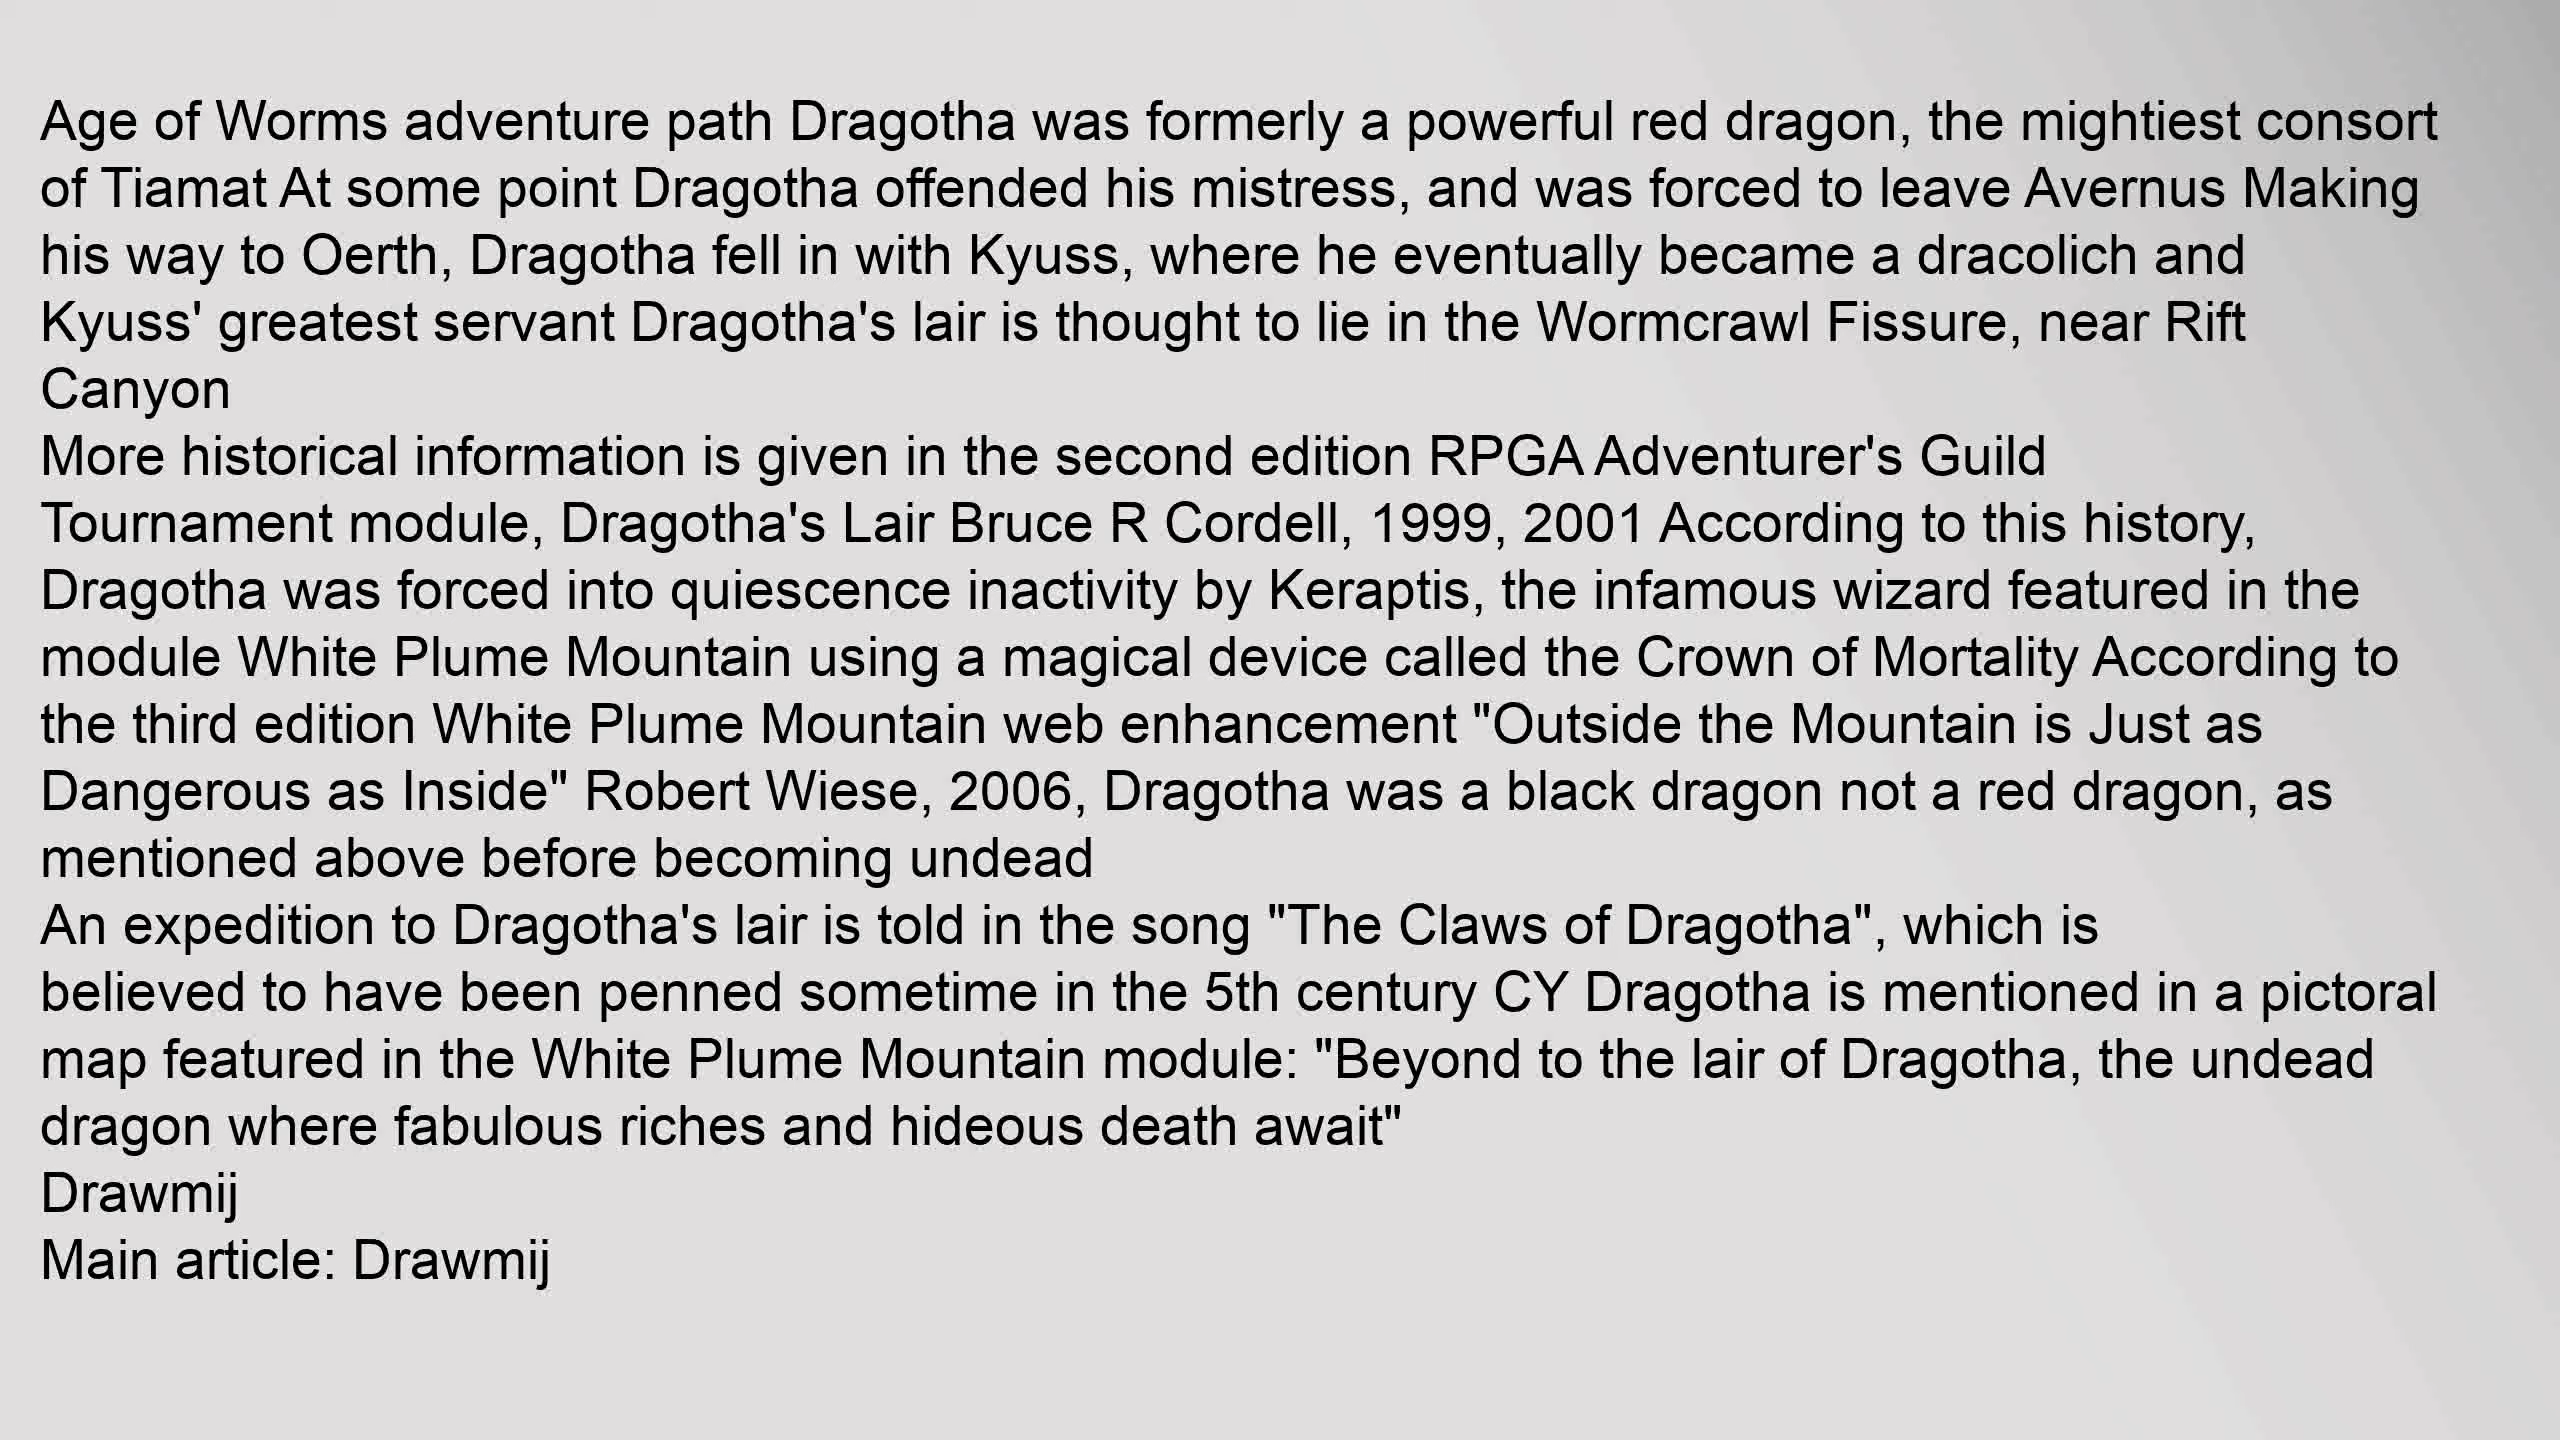 Age of Worms adventure path Dragotha was formerly a powerful red dragon, the mightiest consort
of Tiamat At some point Dragotha offended his mistress, and was forced to leave Avernus Making
his way to Oerth, Dragotha fell in with Kyuss, where he eventually became a dracolich and
Kyuss' greatest servant Dragotha's lair is thought to lie in the Wormcrawl Fissure, near Rift
Canyon
More historical information is given in the second edition RPGA Adventurer's Guild
Tournament module, Dragotha's Lair Bruce R Cordell, 1999, 2001 According to this history,
Dragotha was forced into quiescence inactivity by Keraptis, the infamous wizard featured in the
module White Plume Mountain using a magical device called the Crown of Mortality According to
the third edition White Plume Mountain web enhancement "Outside the Mountain is Just as
Dangerous as Inside" Robert Wiese, 2006, Dragotha was a black dragon not a red dragon, as
mentioned above before becoming undead
An expedition to Dragotha's lair is told in the song "The Claws of Dragotha", which is
believed to have been penned sometime in the 5th century CY Dragotha is mentioned in a pictoral
map featured in the White Plume Mountain module: "Beyond to the lair of Dragotha, the undead
dragon where fabulous riches and hideous death await"
Drawmij
Main article: Drawmij